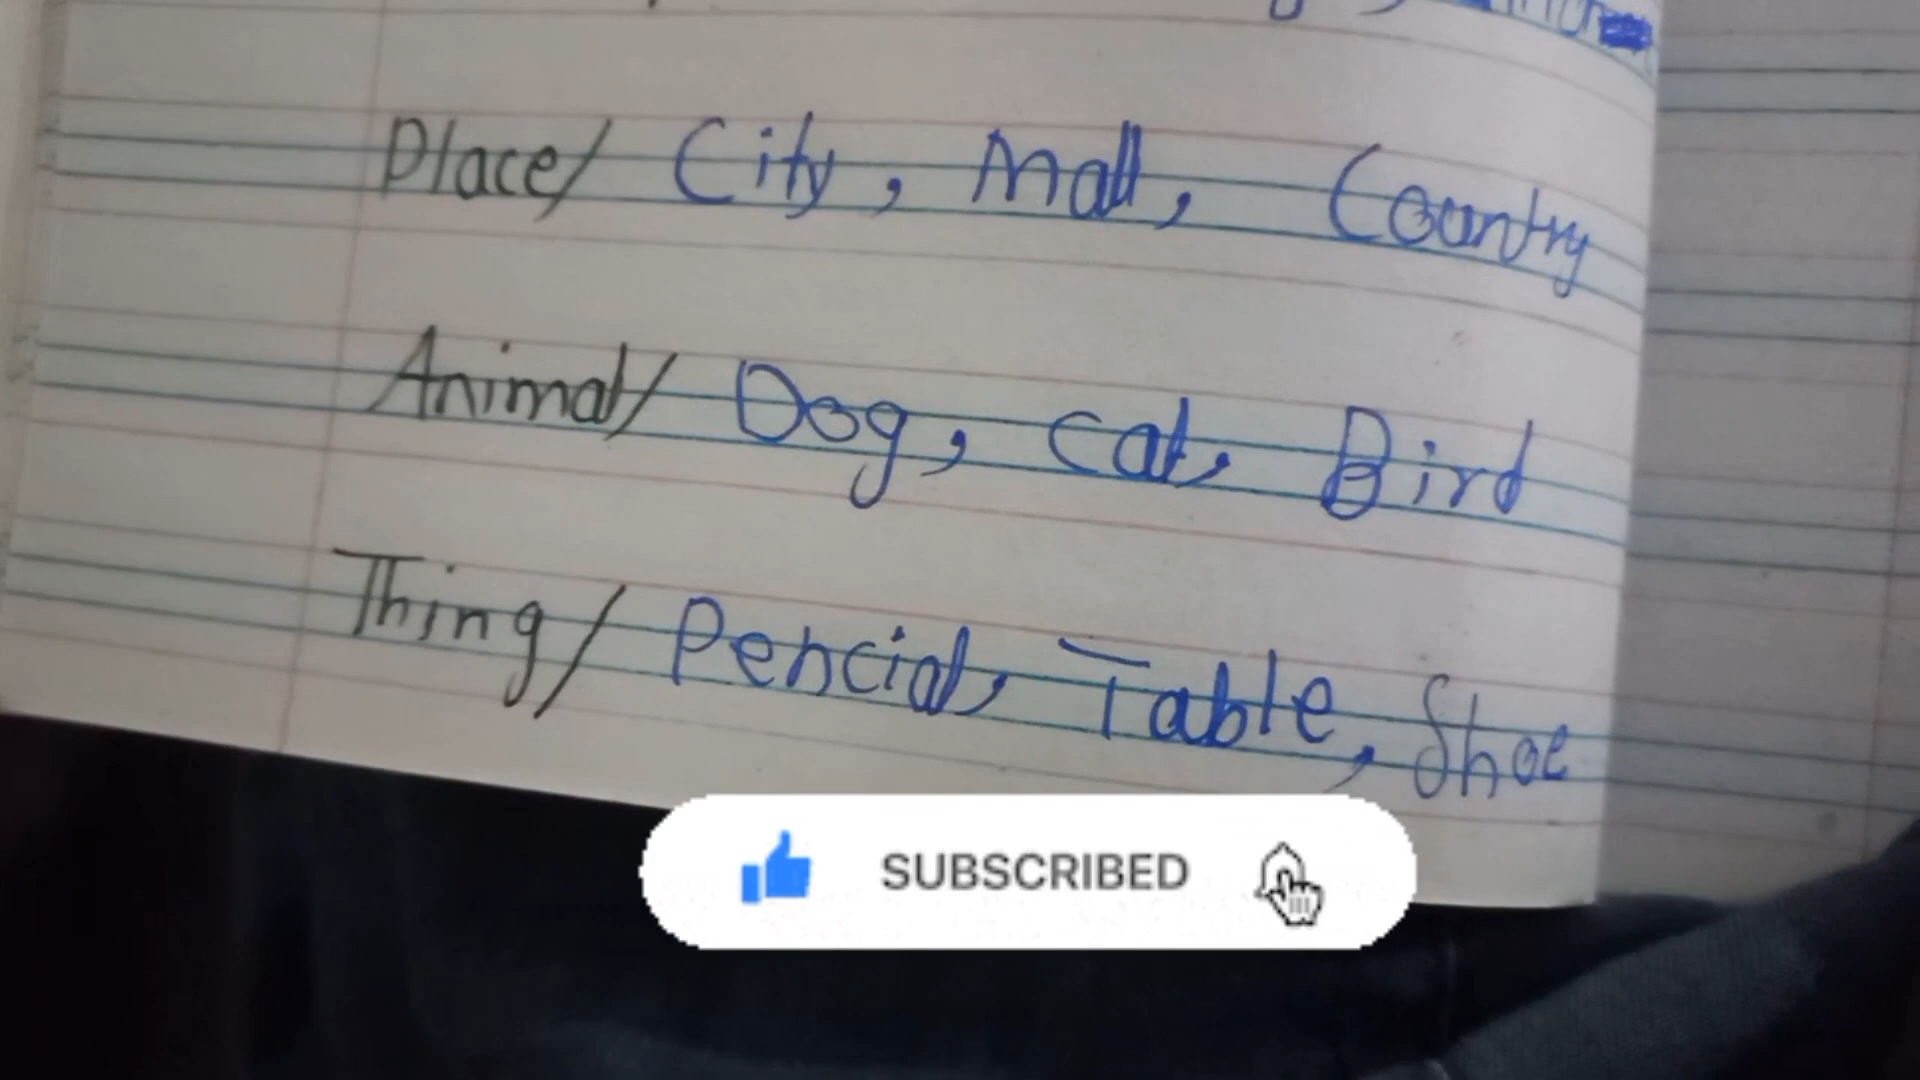 Place/ City, Mall, Country
Animal/ Dog, cat, Bird
Thing/ Pencial, Table, Shoe
SUBSCRIBED